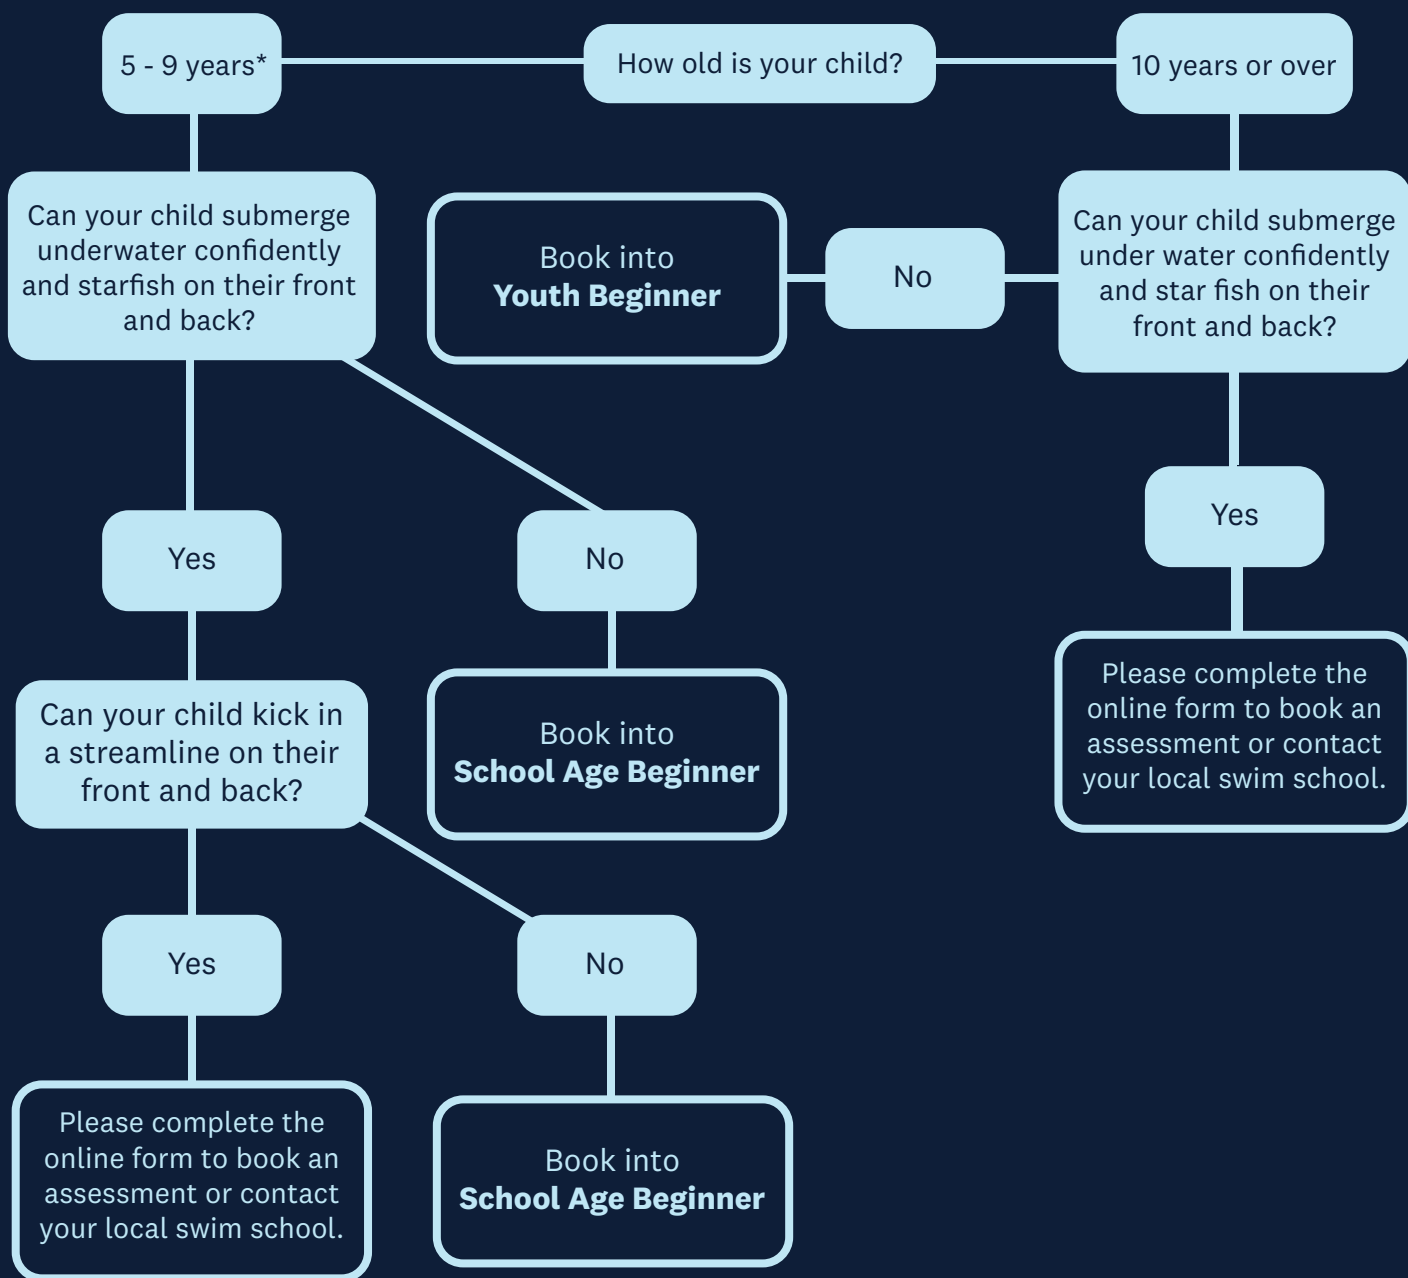 How old is your child?
5 - 9 years*
10 years or over
Can your child submerge
underwater confidently
and starfish on their front
and back?
Book into
Youth Beginner
No
Can your child submerge
under water confidently
and star fish on their
front and back?
Yes
No
Yes
Can your child kick in
a streamline on their
front and back?
Book into
School Age Beginner
Please complete the
online form to book an
assessment or contact
your local swim school.
Yes
No
Please complete the
online form to book an
assessment or contact
your local swim school.
Book into
School Age Beginner